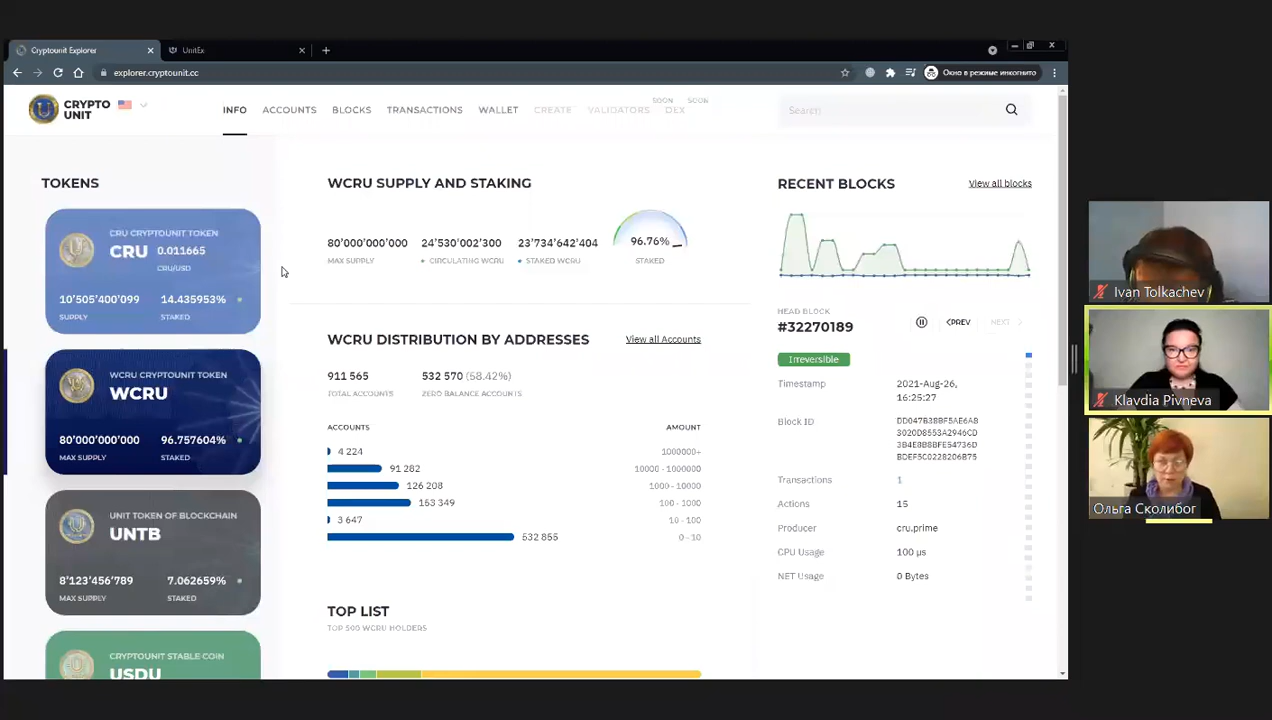 Cryptounit Explorer
UnitEx
explorer.cryptounit.cc
Окна в режиме инкогнито
CRYPTO
UNIT
INFO
ACCOUNTS
BLOCKS
TRANSACTIONS
WALLET
CREATE
VALIDATORS
SOON
DEX
SOON
Search
TOKENS
CRU CRYPTOUNIT TOKEN
CRU 0.011665
CRU/USD
10'505'400'099 14.435953%
SUPPLY STAKED
WCRU CRYPTOUNIT TOKEN
WCRU
80'000'000'000 96.757604%
MAX SUPPLY STAKED
UNIT TOKEN OF BLOCKCHAIN
UNTB
8'123'456'789 7.062659%
MAX SUPPLY STAKED
CRYPTOUNIT STABLE COIN
USDU
WCRU SUPPLY AND STAKING
80'000'000'000 24'530'002'300 23'734'642'404 96.76%
MAX SUPPLY CIRCULATING WCRU STAKED WCRU STAKED
WCRU DISTRIBUTION BY ADDRESSES View all Accounts
911 565 532 570 (58.42%)
TOTAL ACCOUNTS ZERO BALANCE ACCOUNTS
ACCOUNTS AMOUNT
4 224 1000000+
91 282 10000 - 1000000
126 208 1000 - 10000
153 349 100 - 1000
3 647 10 - 100
532 855 0 - 10
TOP LIST
TOP 500 WCRU HOLDERS
RECENT BLOCKS View all blocks
HEAD BLOCK
#32270189 PREV NEXT
Irreversible
Timestamp 2021-Aug-26,
16:25:27
Block ID DD047B38BF5AE6A8
3020D8553A2946CD
3B4E8B8FE54736D
BDEF5C0228206B75
Transactions 1
Actions 15
Producer cru.prime
CPU Usage 100 µs
NET Usage 0 Bytes
Ivan Tolkachev
Klavdia Pivneva
Ольга Сколибог